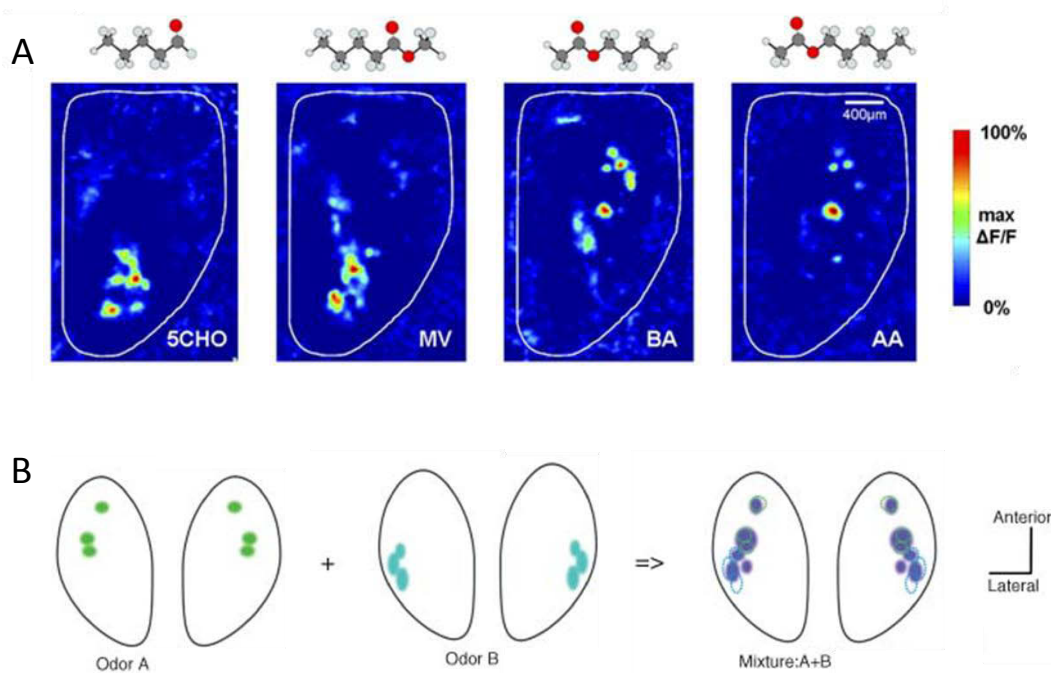 A
400µm
100%
max
ΔF/F
0%
5CHO
MV
BA
AA
B
+
=>
Anterior
Lateral
Odor A
Odor B
Mixture:A+B